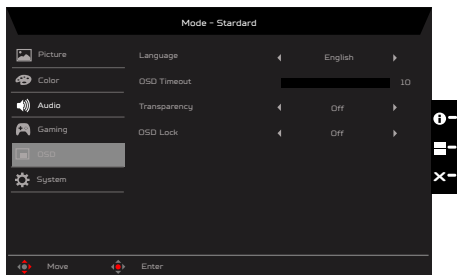 Mode - Stardard
Picture
Language
English
Color
OSD Timeout
10
Audio
Transparency
Off
Gaming
OSD Lock
Off
OSD
System
Move
Enter